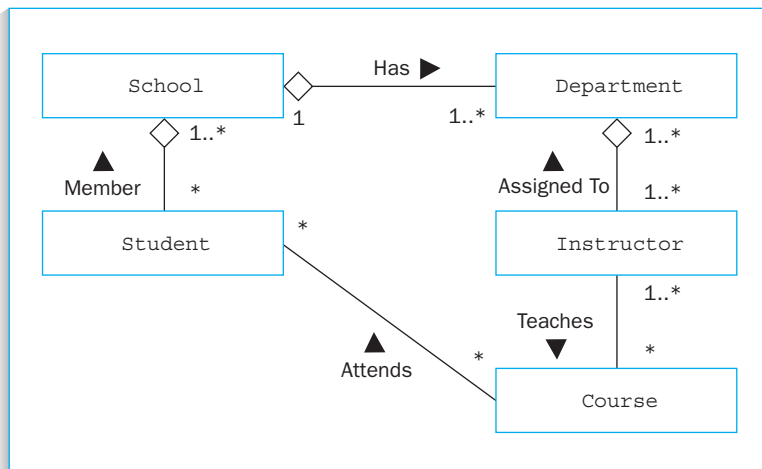 School
Has
Department
1
1..*
1..*
1..*
Member
Assigned To
*
1..*
Student
*
Instructor
1..*
Teaches
Attends
*
*
Course